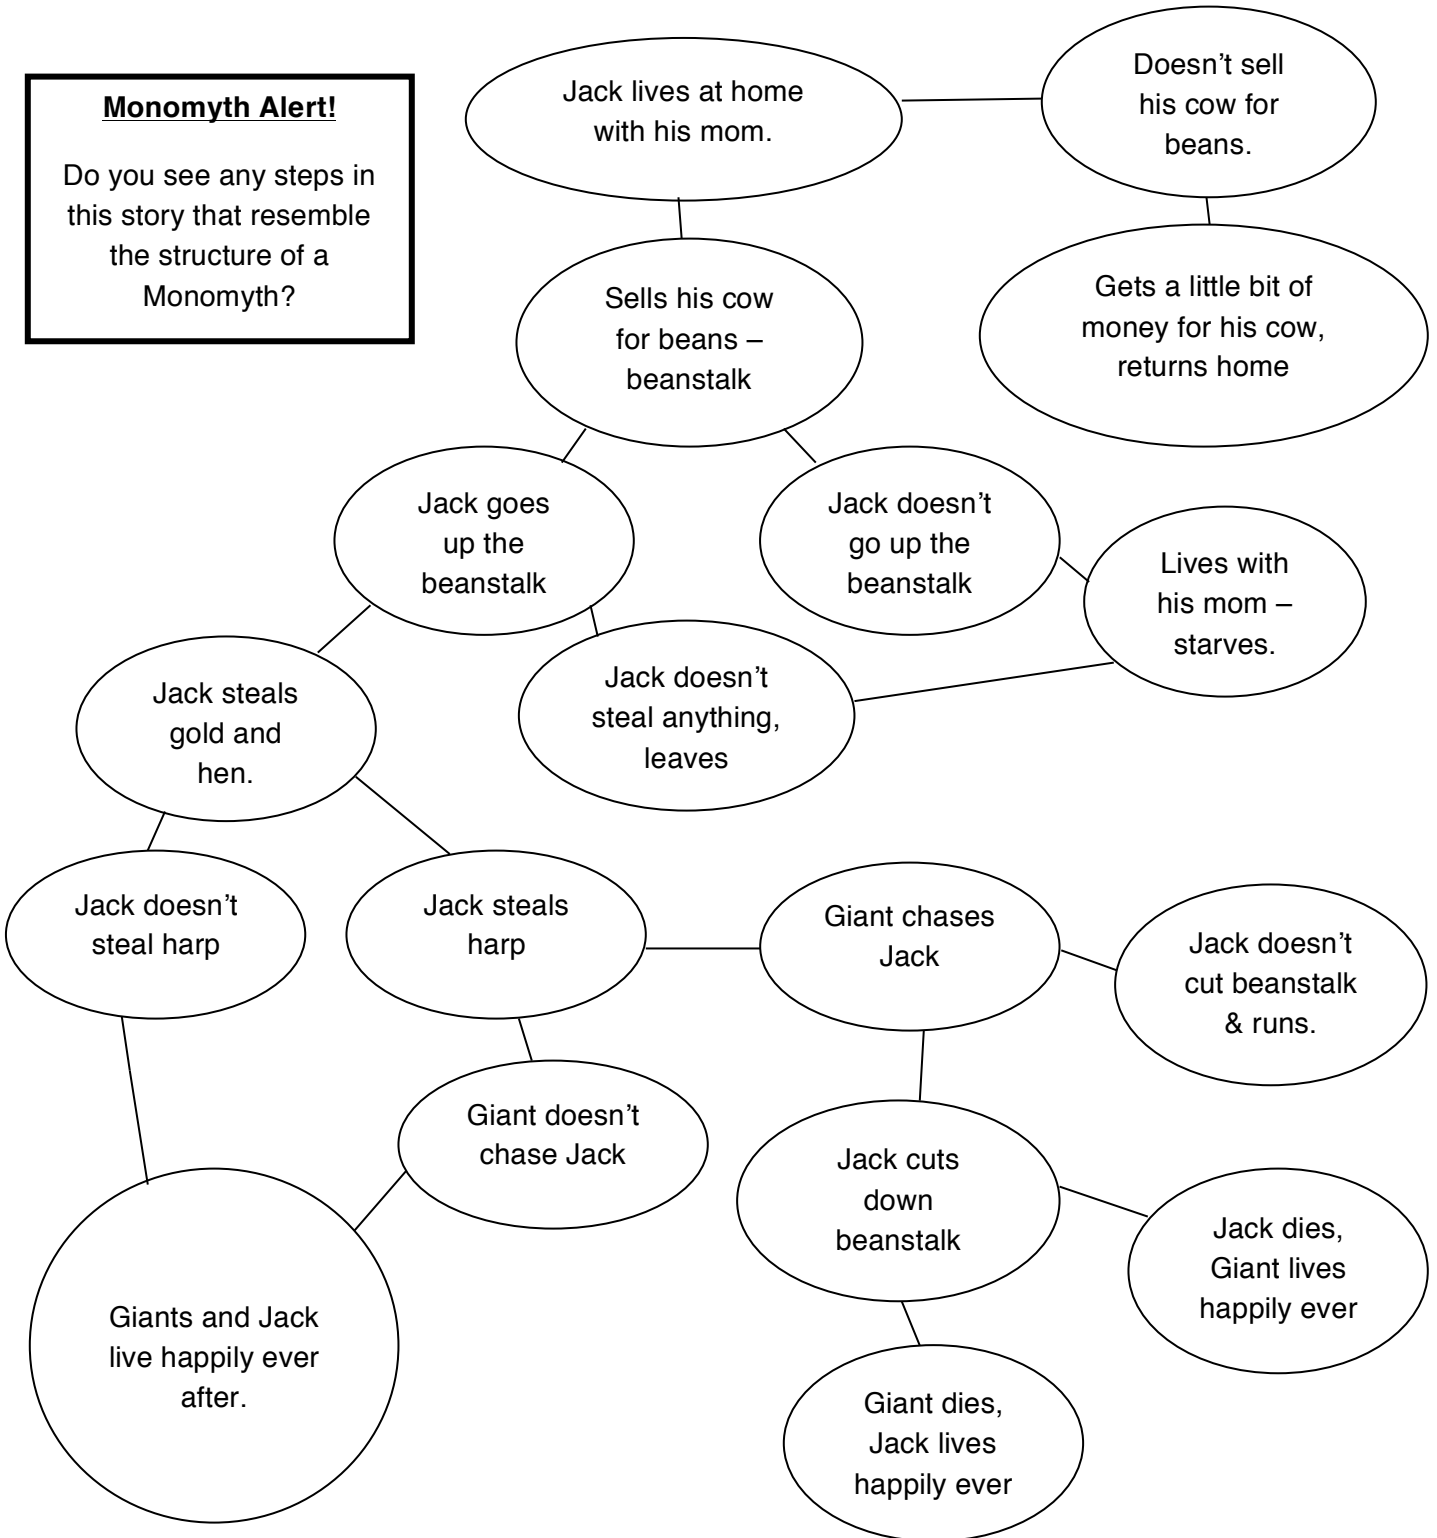 Monomyth Alert!
Do you see any steps in
this story that resemble
the structure of a
Monomyth?
Jack lives at home
with his mom.
Doesn’t sell
his cow for
beans.
Sells his cow
for beans –
beanstalk
Gets a little bit of
money for his cow,
returns home
Jack goes
up the
beanstalk
Jack doesn’t
go up the
beanstalk
Lives with
his mom –
starves.
Jack steals
gold and
hen.
Jack doesn’t
steal anything,
leaves
Jack doesn’t
steal harp
Jack steals
harp
Giant chases
Jack
Jack doesn’t
cut beanstalk
& runs.
Giant doesn’t
chase Jack
Jack cuts
down
beanstalk
Jack dies,
Giant lives
happily ever
Giants and Jack
live happily ever
after.
Giant dies,
Jack lives
happily ever